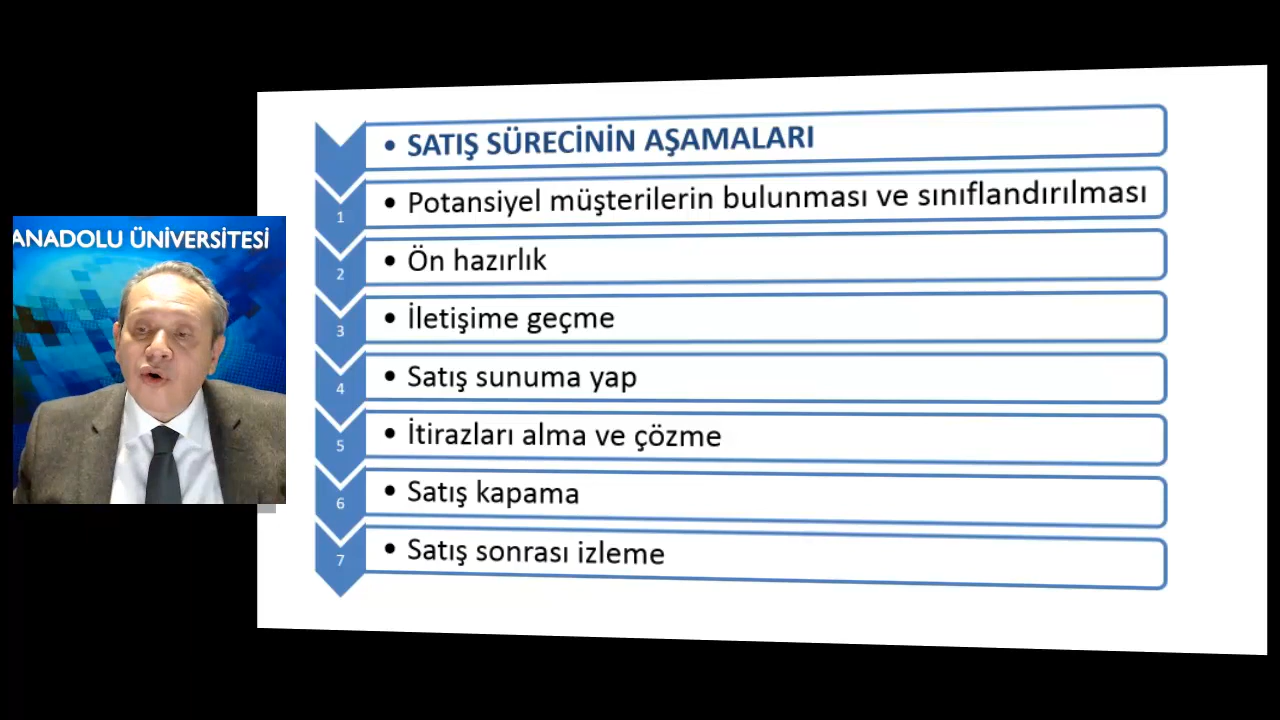 ANADOLU ÜNİVERSİTESİ
• SATIŞ SÜRECİNİN AŞAMALARI
1 • Potansiyel müşterilerin bulunması ve sınıflandırılması
2 • Ön hazırlık
3 • İletişime geçme
4 • Satış sunuma yap
5 • İtirazları alma ve çözme
6 • Satış kapama
7 • Satış sonrası izleme